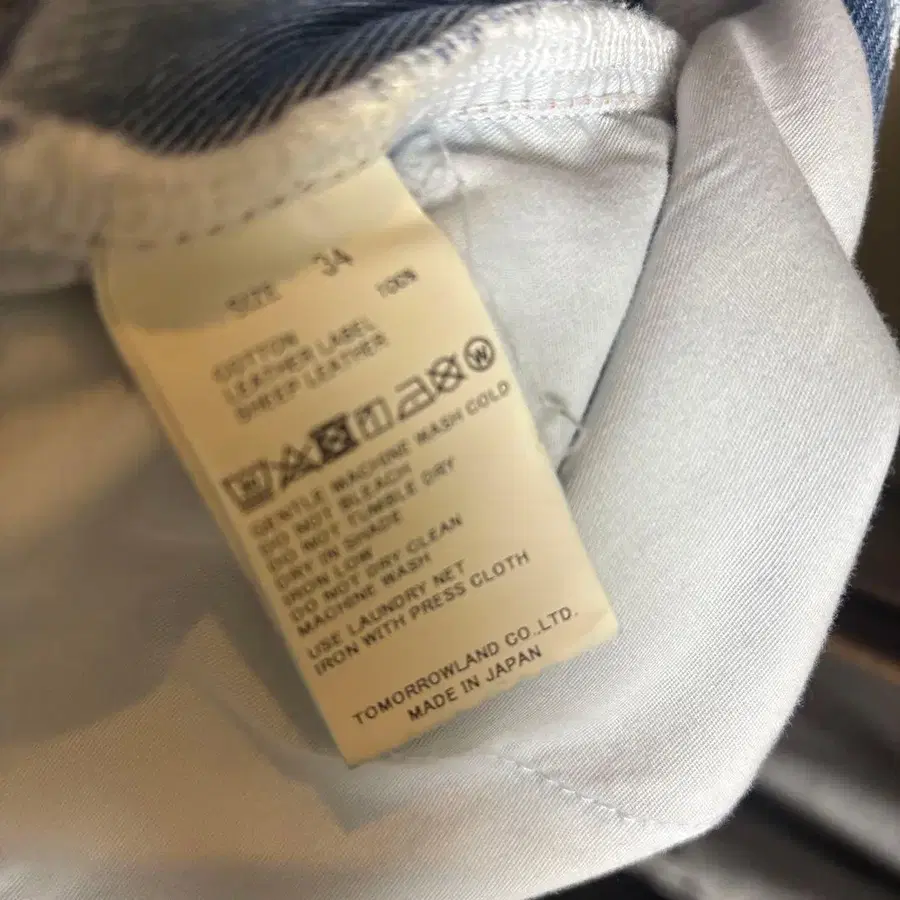 SIZE 34
COTTON 100%
LEATHER LABEL
SHEEP LEATHER
W
GENTLE MACHINE WASH COLD
DO NOT BLEACH
DO NOT TUMBLE DRY
DRY IN SHADE
IRON LOW
DO NOT DRY CLEAN
MACHINE WASH
USE LAUNDRY NET
IRON WITH PRESS CLOTH
TOMORROWLAND CO.,LTD.
MADE IN JAPAN